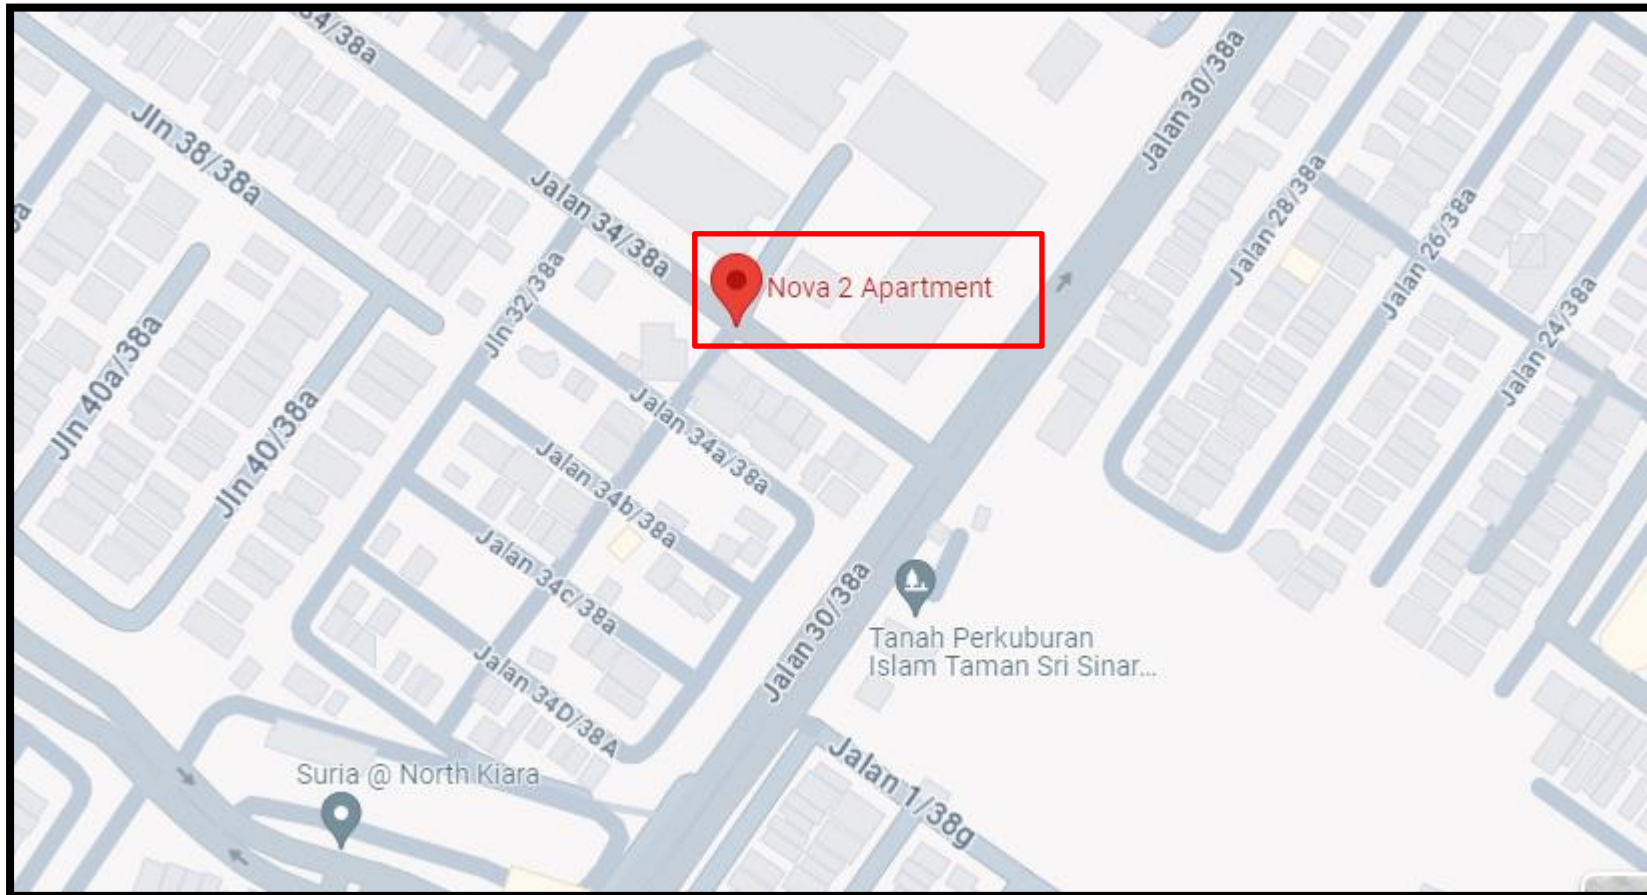 34/38a
Jln 38/38a
Jalan 34/38a
Jalan 30/38a
Jalan 28/38a
Jalan 26/38a
Jalan 24/38a
Nova 2 Apartment
Jln 32/38a
Jln 40a/38a
Jln 40/38a
Jalan 34a/38a
Jalan 34b/38a
Jalan 34c/38a
Jalan 34D/38A
Jalan 30/38a
Tanah Perkuburan
Islam Taman Sri Sinar...
Suria @ North Kiara
Jalan 1/38g